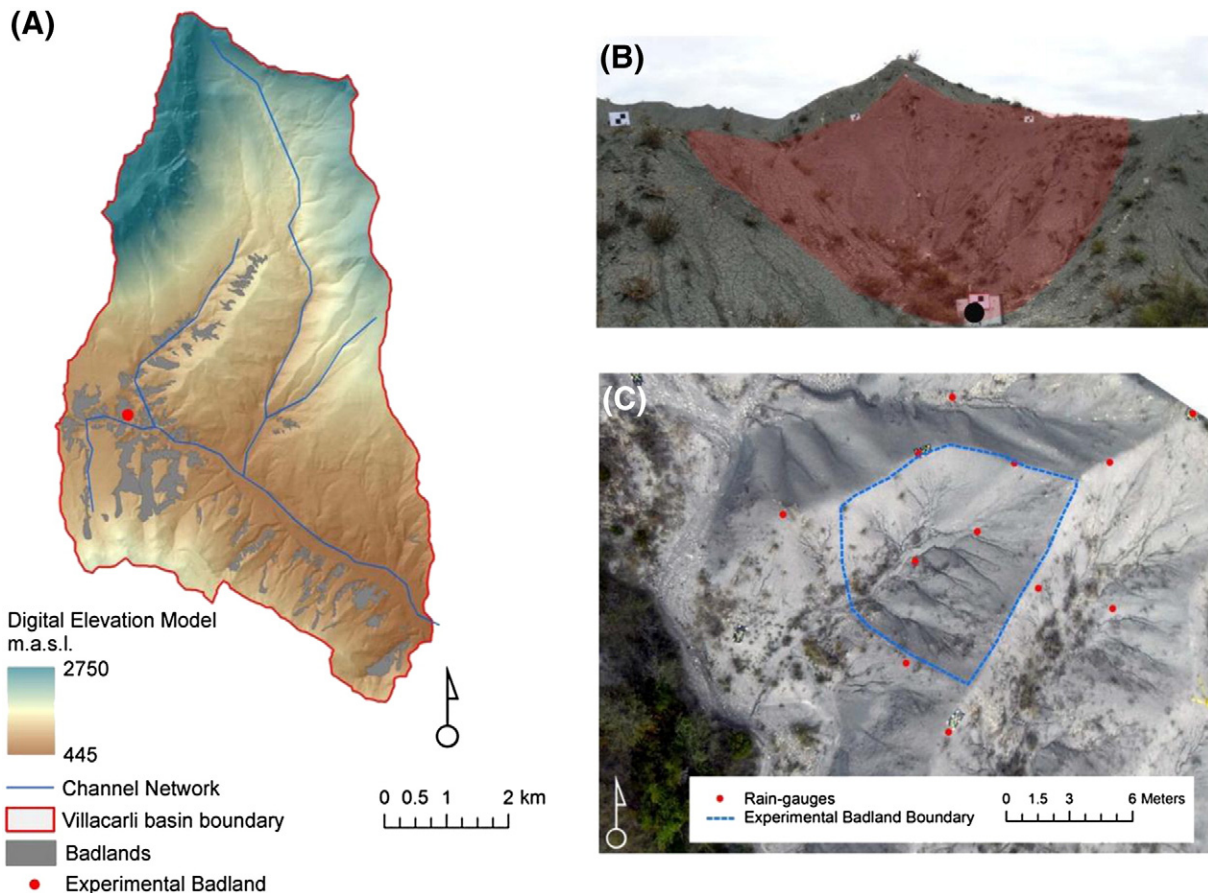 (A)
Digital Elevation Model
m.a.s.l.
2750
445
Channel Network
Villacarli basin boundary
Badlands
Experimental Badland
0 0.5 1 2 km
(B)
(C)
Rain-gauges
Experimental Badland Boundary
0 1.5 3 6 Meters